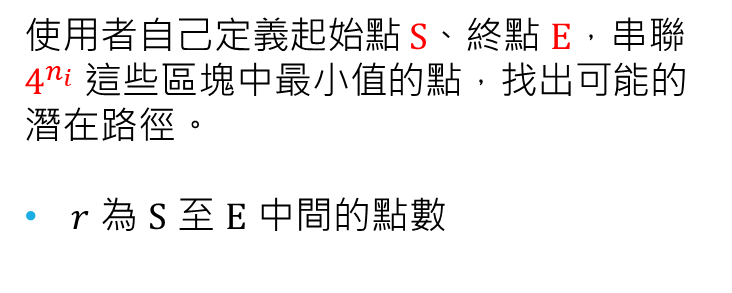 使用者自己定義起始點 S、終點 E，串聯
4^{n_i} 這些區塊中最小值的點，找出可能的
潛在路徑。
• r 為 S 至 E 中間的點數